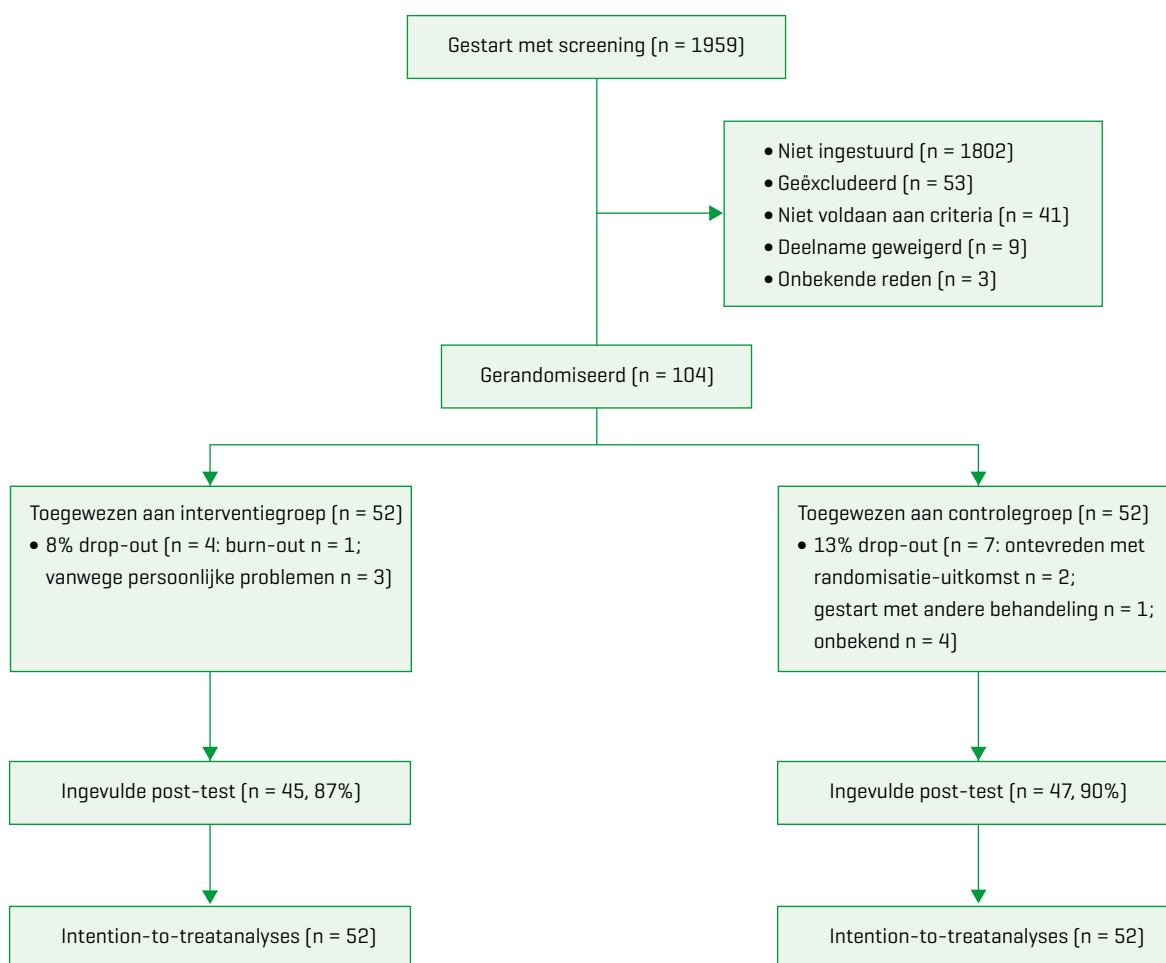 Gestart met screening (n = 1959)
• Niet ingestuurd (n = 1802)
• Geëxcludeerd (n = 53)
• Niet voldaan aan criteria (n = 41)
• Deelname geweigerd (n = 9)
• Onbekende reden (n = 3)
Gerandomiseerd (n = 104)
Toegewezen aan interventiegroep (n = 52)
• 8% drop-out (n = 4: burn-out n = 1;
vanwege persoonlijke problemen n = 3)
Toegewezen aan controlegroep (n = 52)
• 13% drop-out (n = 7: ontevreden met
randomisatie-uitkomst n = 2;
gestart met andere behandeling n = 1;
onbekend n = 4)
Ingevulde post-test (n = 45, 87%)
Ingevulde post-test (n = 47, 90%)
Intention-to-treatanalyses (n = 52)
Intention-to-treatanalyses (n = 52)